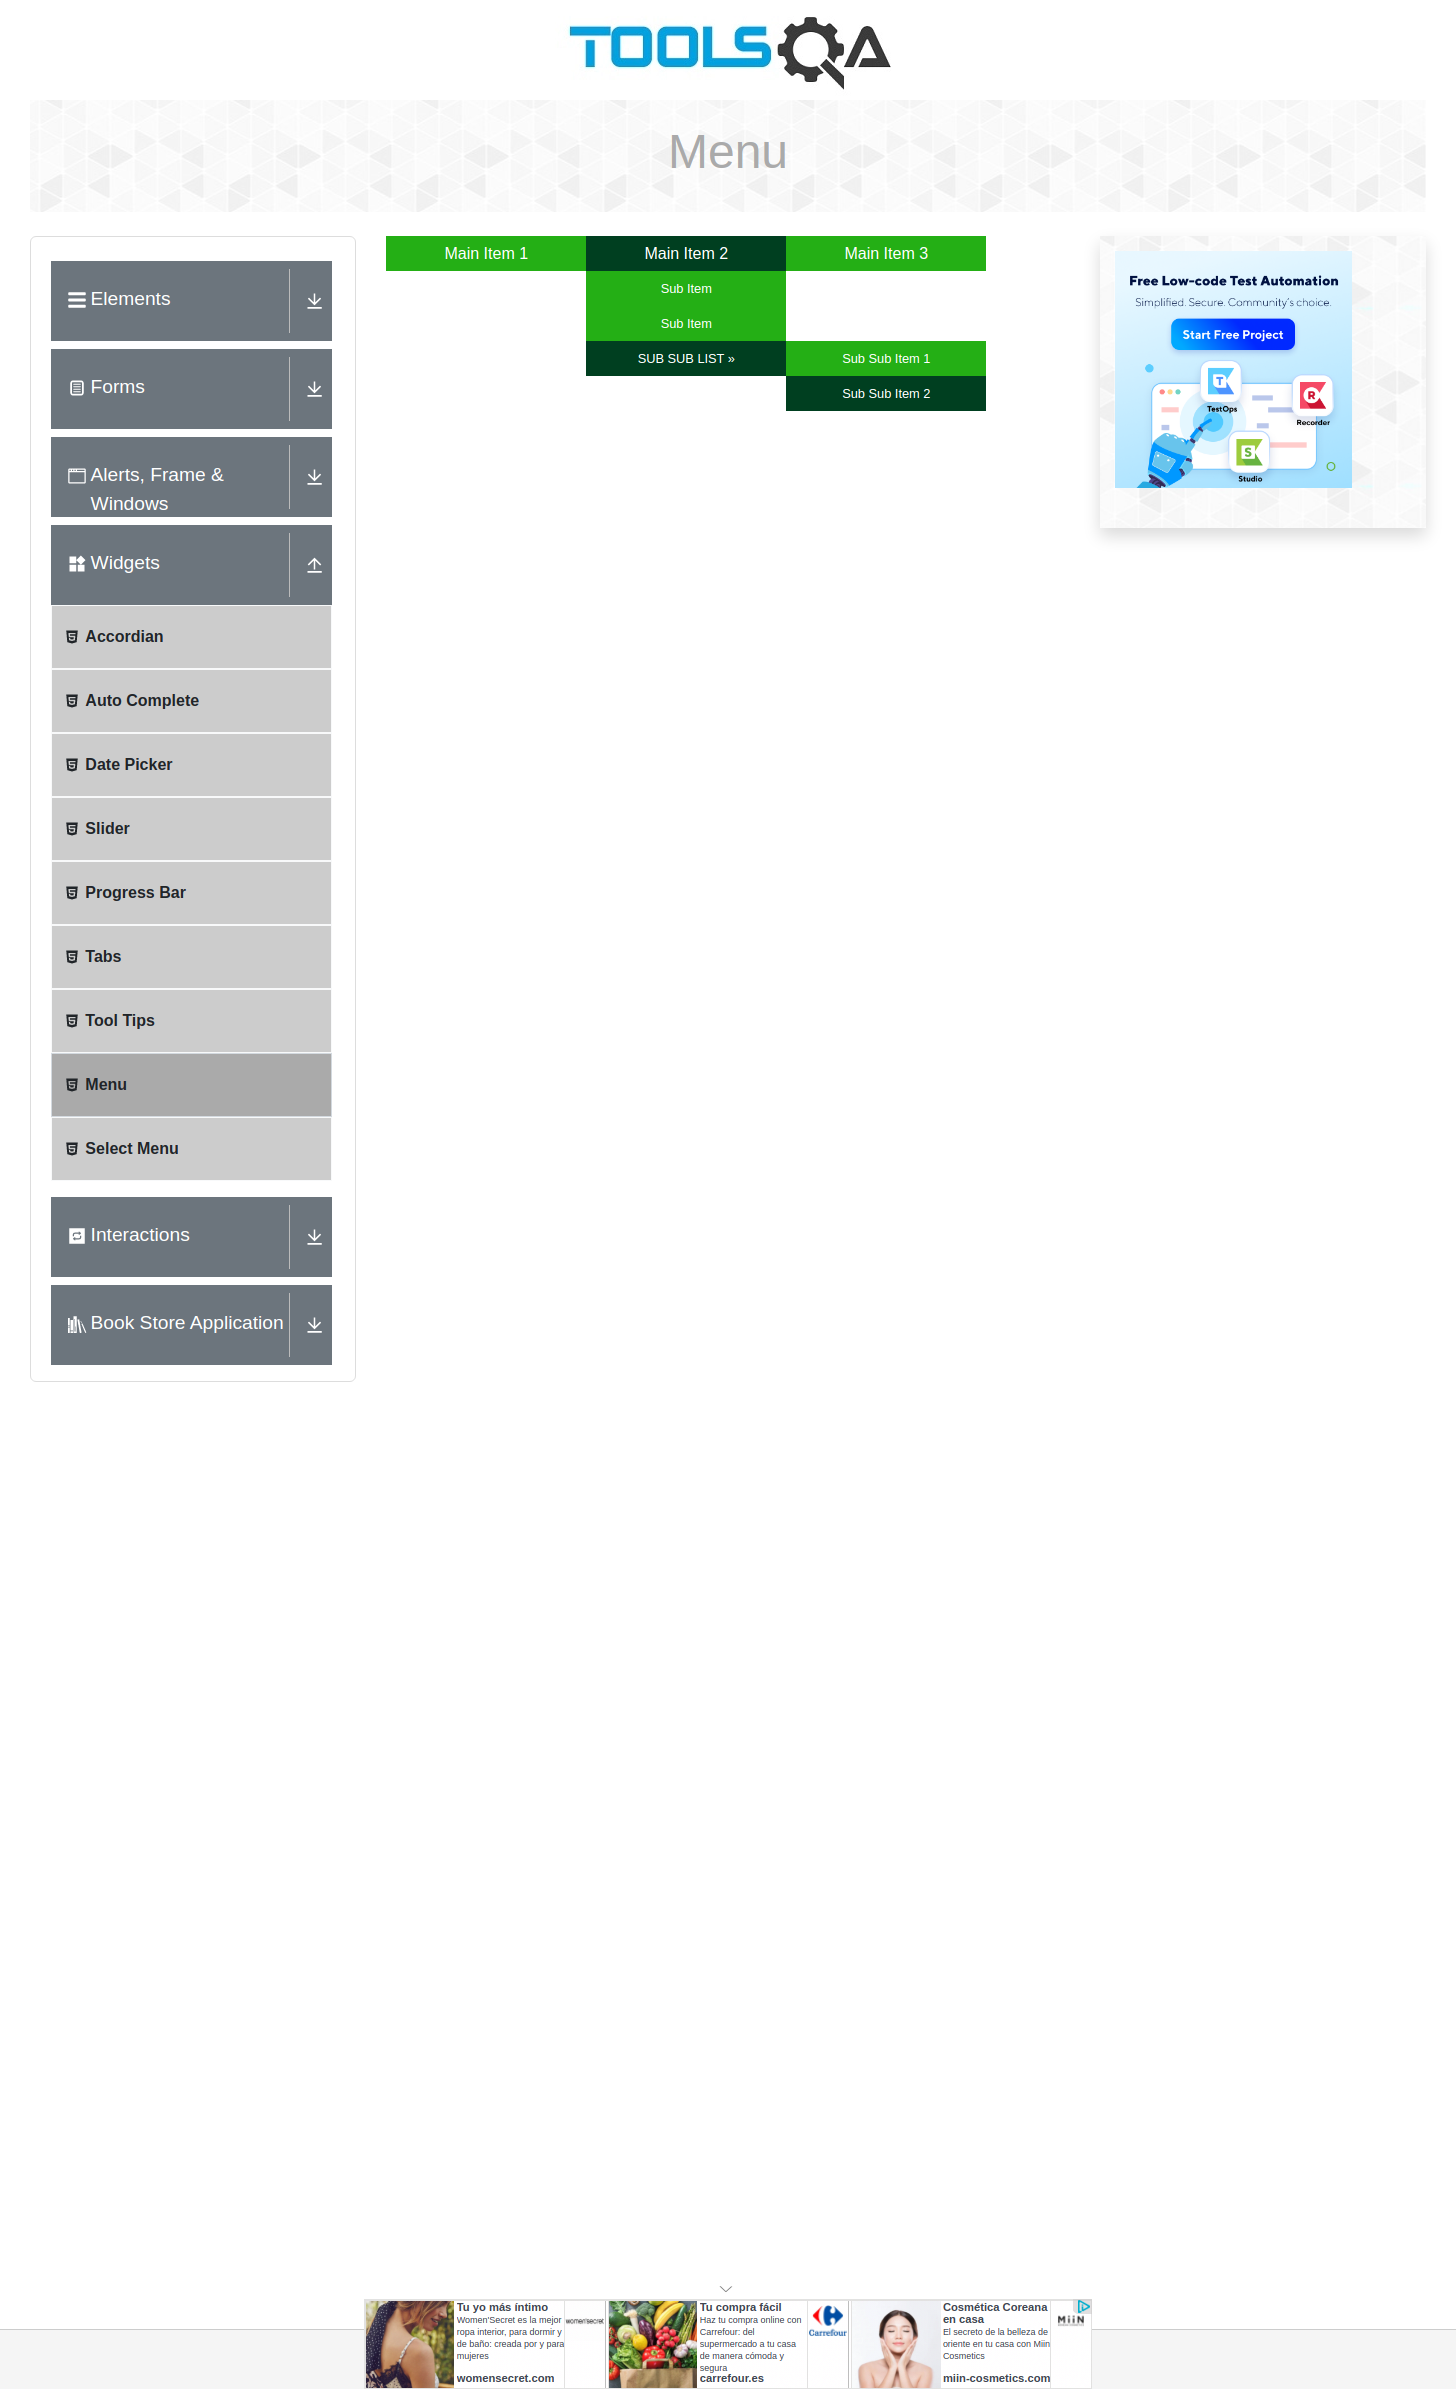 TOOLSQA
Menu
Elements
Forms
Alerts, Frame &
Windows
Widgets
Accordian
Auto Complete
Date Picker
Slider
Progress Bar
Tabs
Tool Tips
Menu
Select Menu
Interactions
Book Store Application
Main Item 1
Main Item 2
Main Item 3
Sub Item
Sub Item
SUB SUB LIST »
Sub Sub Item 1
Sub Sub Item 2
Free Low-code Test Automation
Simplified. Secure. Community's choice.
Start Free Project
T
TestOps
R
Recorder
S
Studio
Tu yo más íntimo
Women'Secret es la mejor
ropa interior, para dormir y
de baño: creada por y para
mujeres
womensecret.com
women'secret
Tu compra fácil
Haz tu compra online con
Carrefour: del
supermercado a tu casa
de manera cómoda y
segura
carrefour.es
Carrefour
Cosmética Coreana
en casa
El secreto de la belleza de
oriente en tu casa con Miin
Cosmetics
miin-cosmetics.com
MiiN